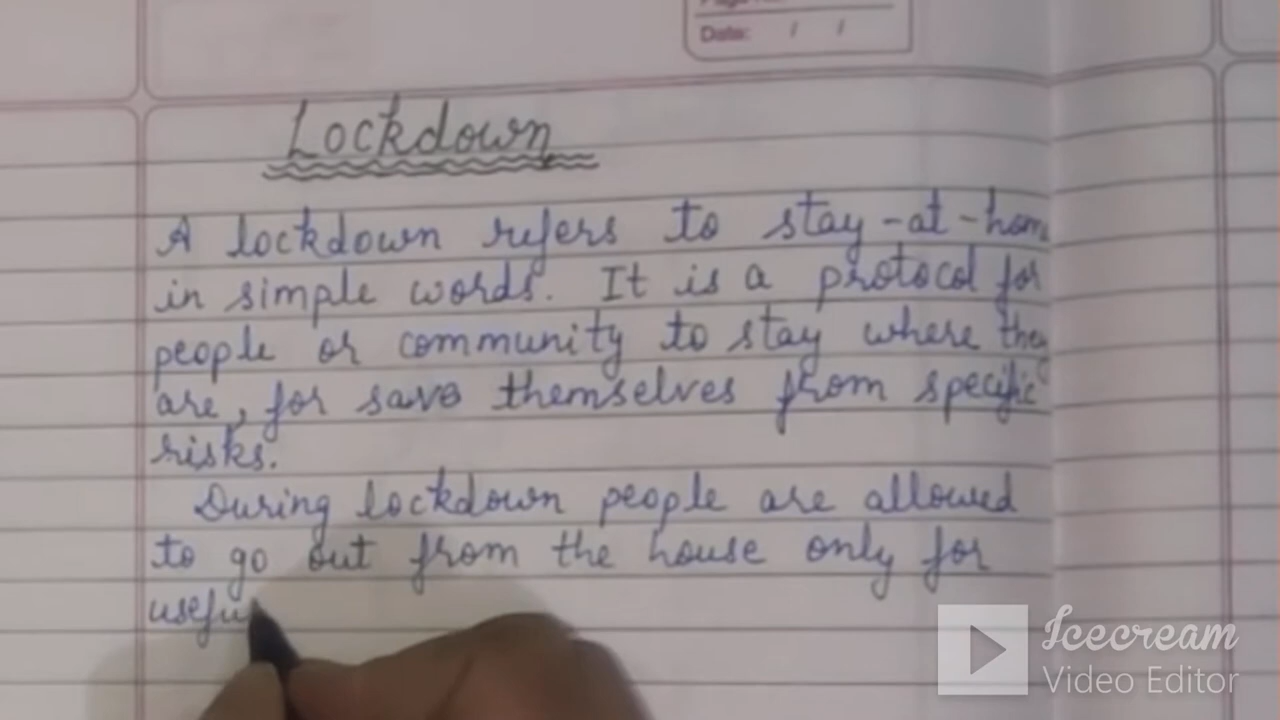 Date: / /
Lockdown
A lockdown refers to stay-at-hom
in simple words. It is a protocol for
people or community to stay where they
are, for save themselves from specific
risks.
During lockdown people are allowed
to go out from the house only for
usefu
Icecream
Video Editor